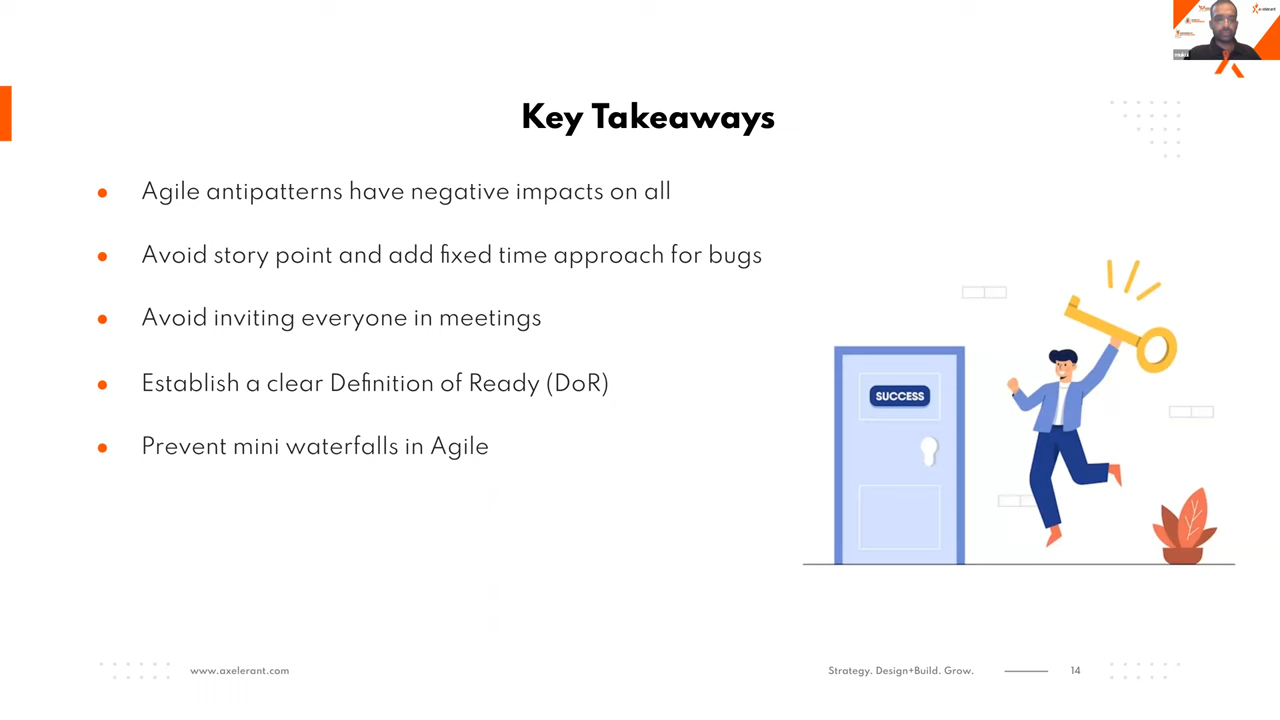 axelerant
Key Takeaways
Agile antipatterns have negative impacts on all
Avoid story point and add fixed time approach for bugs
Avoid inviting everyone in meetings
Establish a clear Definition of Ready (DoR)
Prevent mini waterfalls in Agile
SUCCESS
www.axelerant.com
Strategy. Design+Build. Grow.
14